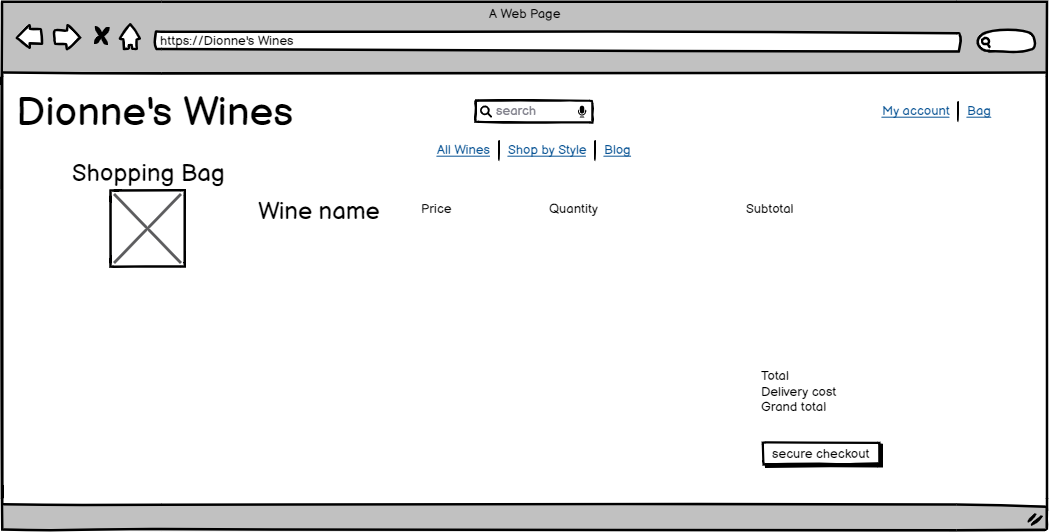 A Web Page
https://Dionne's Wines
Dionne's Wines
search
My account Bag
All Wines Shop by Style Blog
Shopping Bag
Wine name Price Quantity Subtotal
Total
Delivery cost
Grand total
secure checkout